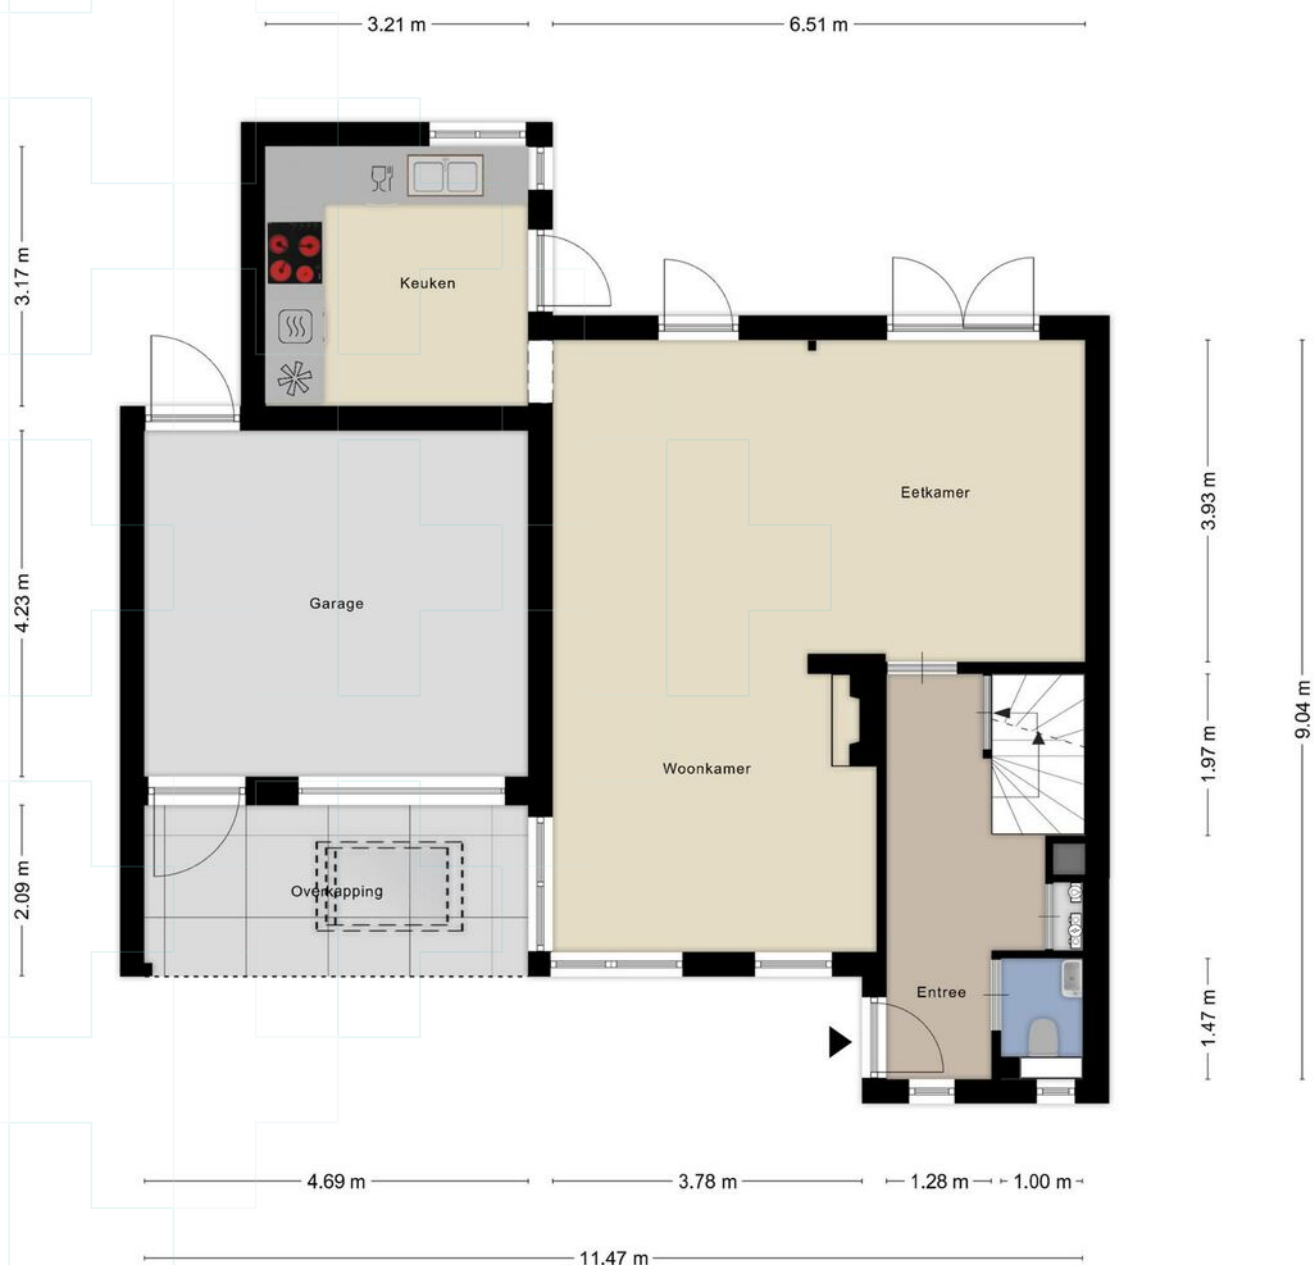 3.21 m
6.51 m
3.17 m
Keuken
Eetkamer
3.93 m
4.23 m
Garage
9.04 m
1.97 m
Woonkamer
2.09 m
Overkapping
Entree
1.47 m
4.69 m
3.78 m
1.28 m
1.00 m
11.47 m